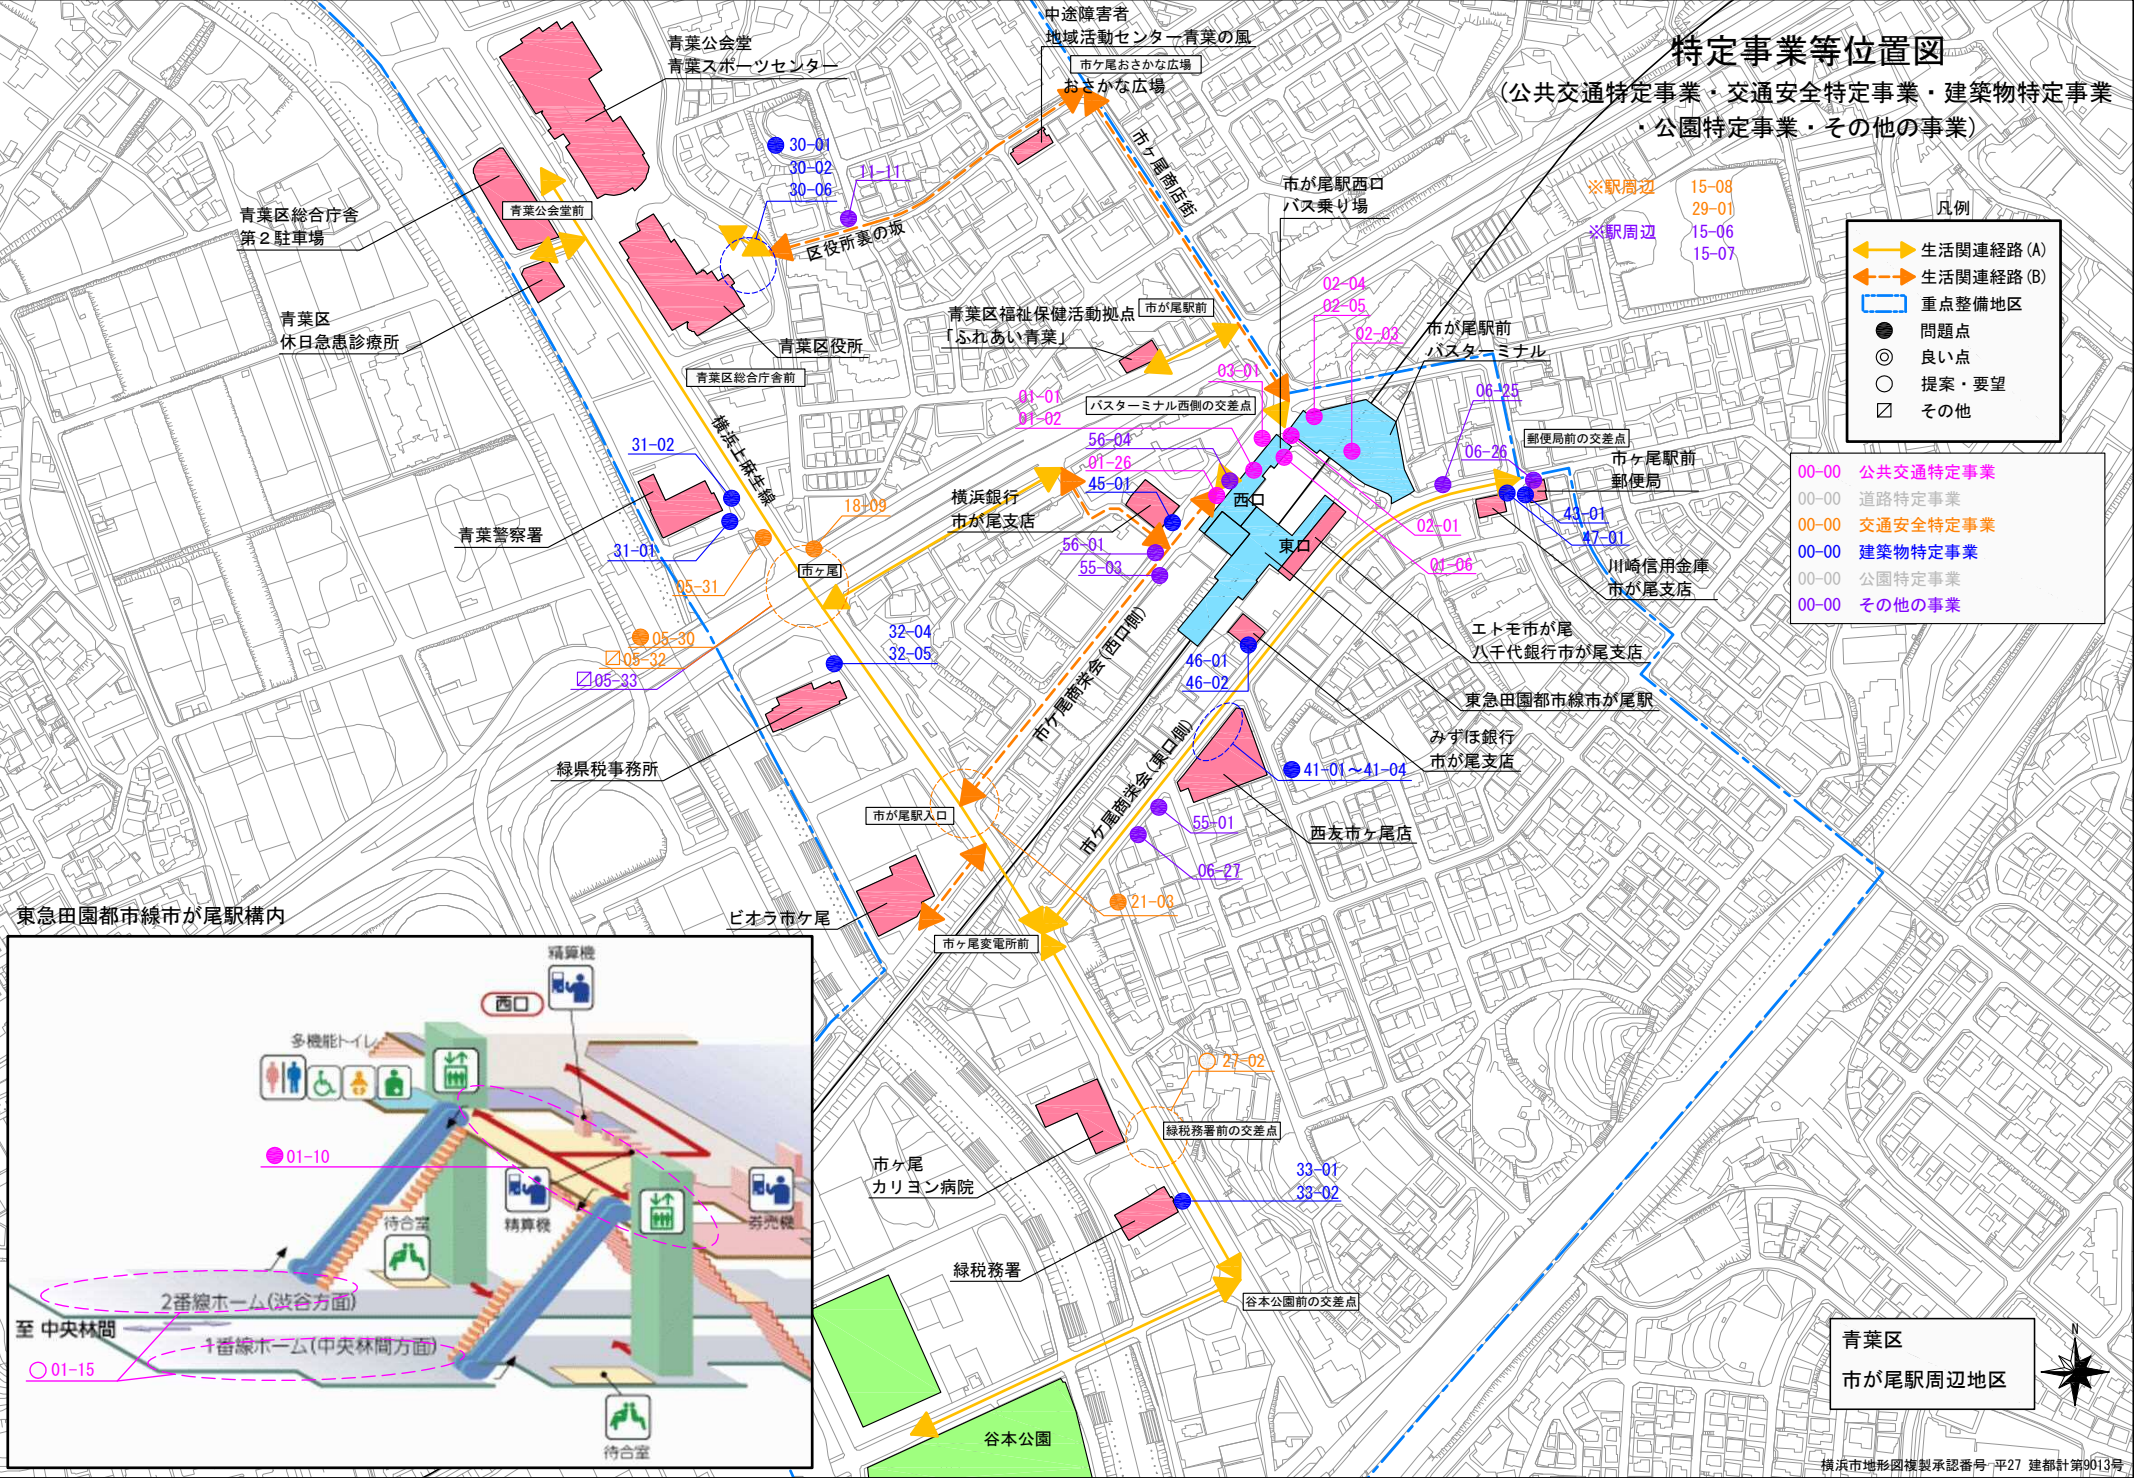 特定事業等位置図
(公共交通特定事業・交通安全特定事業・建築物特定事業
・公園特定事業・その他の事業)
※駅周辺 15-08
29-01
※駅周辺 15-06
15-07
凡例
生活関連経路(A)
生活関連経路(B)
重点整備地区
問題点
良い点
提案・要望
その他
00-00 公共交通特定事業
00-00 道路特定事業
00-00 交通安全特定事業
00-00 建築物特定事業
00-00 公園特定事業
00-00 その他の事業
中途障害者
地域活動センター青葉の風
市ケ尾おさかな広場
おさかな広場
青葉公会堂
青葉スポーツセンター
30-01
30-02
30-06
11-11
市ケ尾商店街
市が尾駅西口
バス乗り場
青葉公会堂前
青葉区総合庁舎
第2駐車場
区役所裏の坂
青葉区
休日急患診療所
青葉区役所
青葉区総合庁舎前
青葉区福祉保健活動拠点
「ふれあい青葉」
市が尾駅前
02-04
02-05
02-03
市が尾駅前
バスターミナル
03-01
01-01
01-02
バスターミナル西側の交差点
06-25
郵便局前の交差点
06-26
市ヶ尾駅前
郵便局
56-04
01-26
45-01
横浜上麻生線
31-02
31-01
青葉警察署
横浜銀行
市が尾支店
西口
東口
43-01
47-01
02-01
01-06
川崎信用金庫
市が尾支店
18-09
市ヶ尾
56-01
55-03
05-31
05-30
05-32
05-33
32-04
32-05
エトモ市が尾
八千代銀行市が尾支店
46-01
46-02
東急田園都市線市が尾駅
みずほ銀行
市が尾支店
市ケ尾商栄会(西口側)
市ケ尾商栄会(東口側)
緑県税事務所
41-01~41-04
市が尾駅入口
55-01
西友市ヶ尾店
06-27
21-03
ビオラ市ケ尾
市ヶ尾変電所前
27-02
緑税務署前の交差点
市ヶ尾
カリヨン病院
33-01
33-02
緑税務署
谷本公園前の交差点
谷本公園
東急田園都市線市が尾駅構内
精算機
西口
多機能トイレ
01-10
待合室
精算機
券売機
2番線ホーム(渋谷方面)
至 中央林間
1番線ホーム(中央林間方面)
01-15
待合室
青葉区
市が尾駅周辺地区
N
横浜市地形図複製承認番号 平27 建都計第9013号